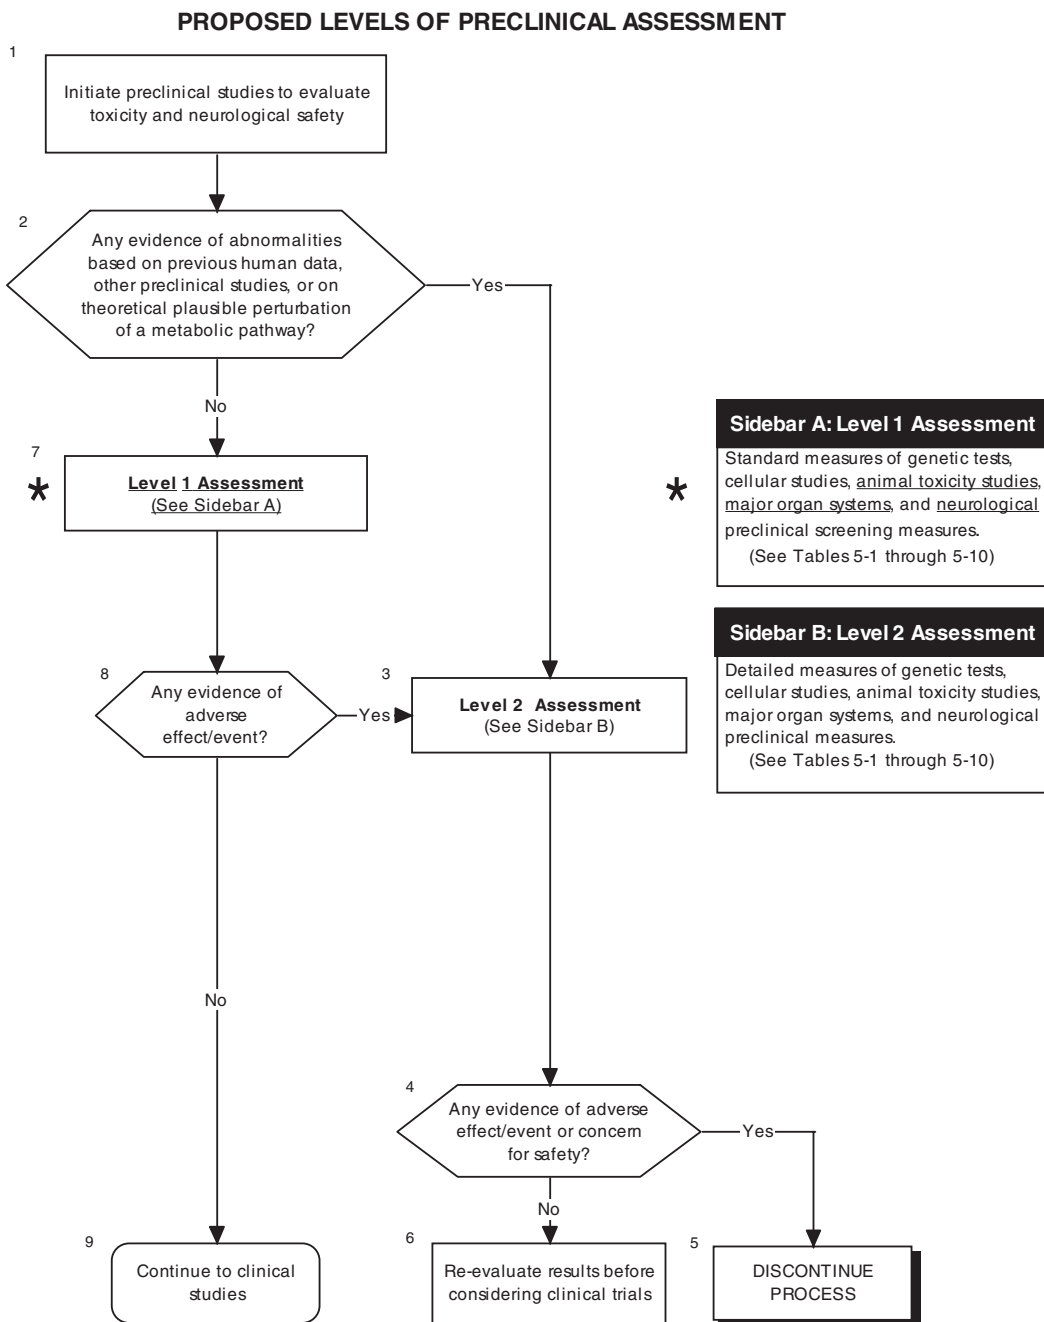 PROPOSED LEVELS OF PRECLINICAL ASSESSMENT
1
Initiate preclinical studies to evaluate
toxicity and neurological safety
2
Any evidence of abnormalities
based on previous human data,
other preclinical studies, or on
theoretical plausible perturbation
of a metabolic pathway?
Yes
No
7
*
Level 1 Assessment
(See Sidebar A)
*
Sidebar A: Level 1 Assessment
Standard measures of genetic tests,
cellular studies, animal toxicity studies,
major organ systems, and neurological
preclinical screening measures.
(See Tables 5-1 through 5-10)
Sidebar B: Level 2 Assessment
Detailed measures of genetic tests,
cellular studies, animal toxicity studies,
major organ systems, and neurological
preclinical measures.
(See Tables 5-1 through 5-10)
8
Any evidence of
adverse
effect/event?
Yes
3
Level 2 Assessment
(See Sidebar B)
No
4
Any evidence of adverse
effect/event or concern
for safety?
Yes
No
9
Continue to clinical
studies
6
Re-evaluate results before
considering clinical trials
5
DISCONTINUE
PROCESS